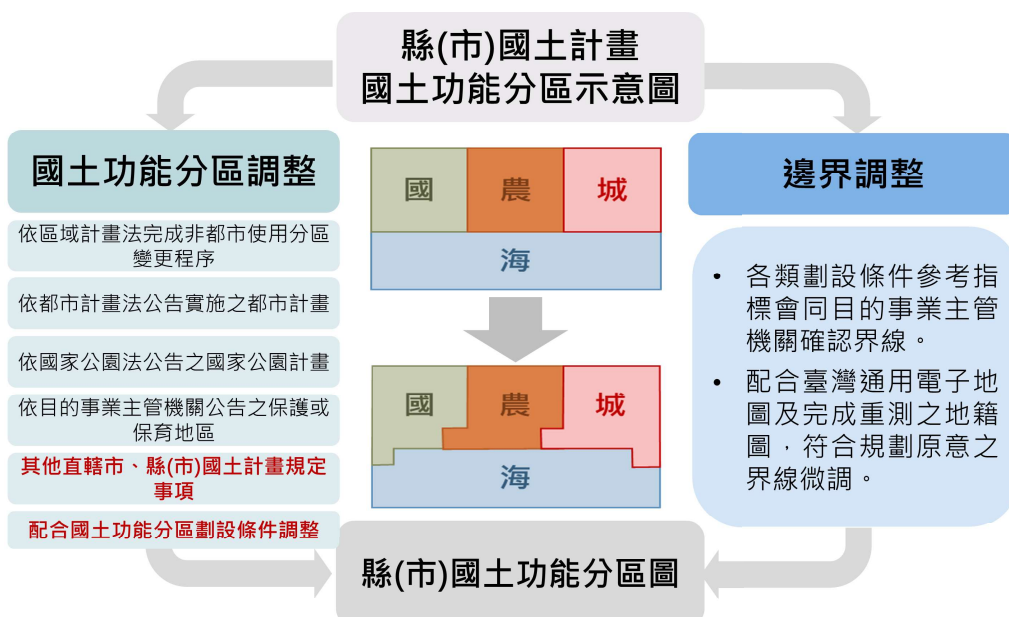 縣(市)國土計畫
國土功能分區示意圖
國土功能分區調整
依區域計畫法完成非都市使用分區
變更程序
依都市計畫法公告實施之都市計畫
依國家公園法公告之國家公園計畫
依目的事業主管機關公告之保護或
保育地區
其他直轄市、縣(市)國土計畫規定
事項
配合國土功能分區劃設條件調整
國 農 城
海
國 農 城
海
邊界調整
• 各類劃設條件參考指
標會同目的事業主管
機關確認界線。
• 配合臺灣通用電子地
圖及完成重測之地籍
圖，符合規劃原意之
界線微調。
縣(市)國土功能分區圖